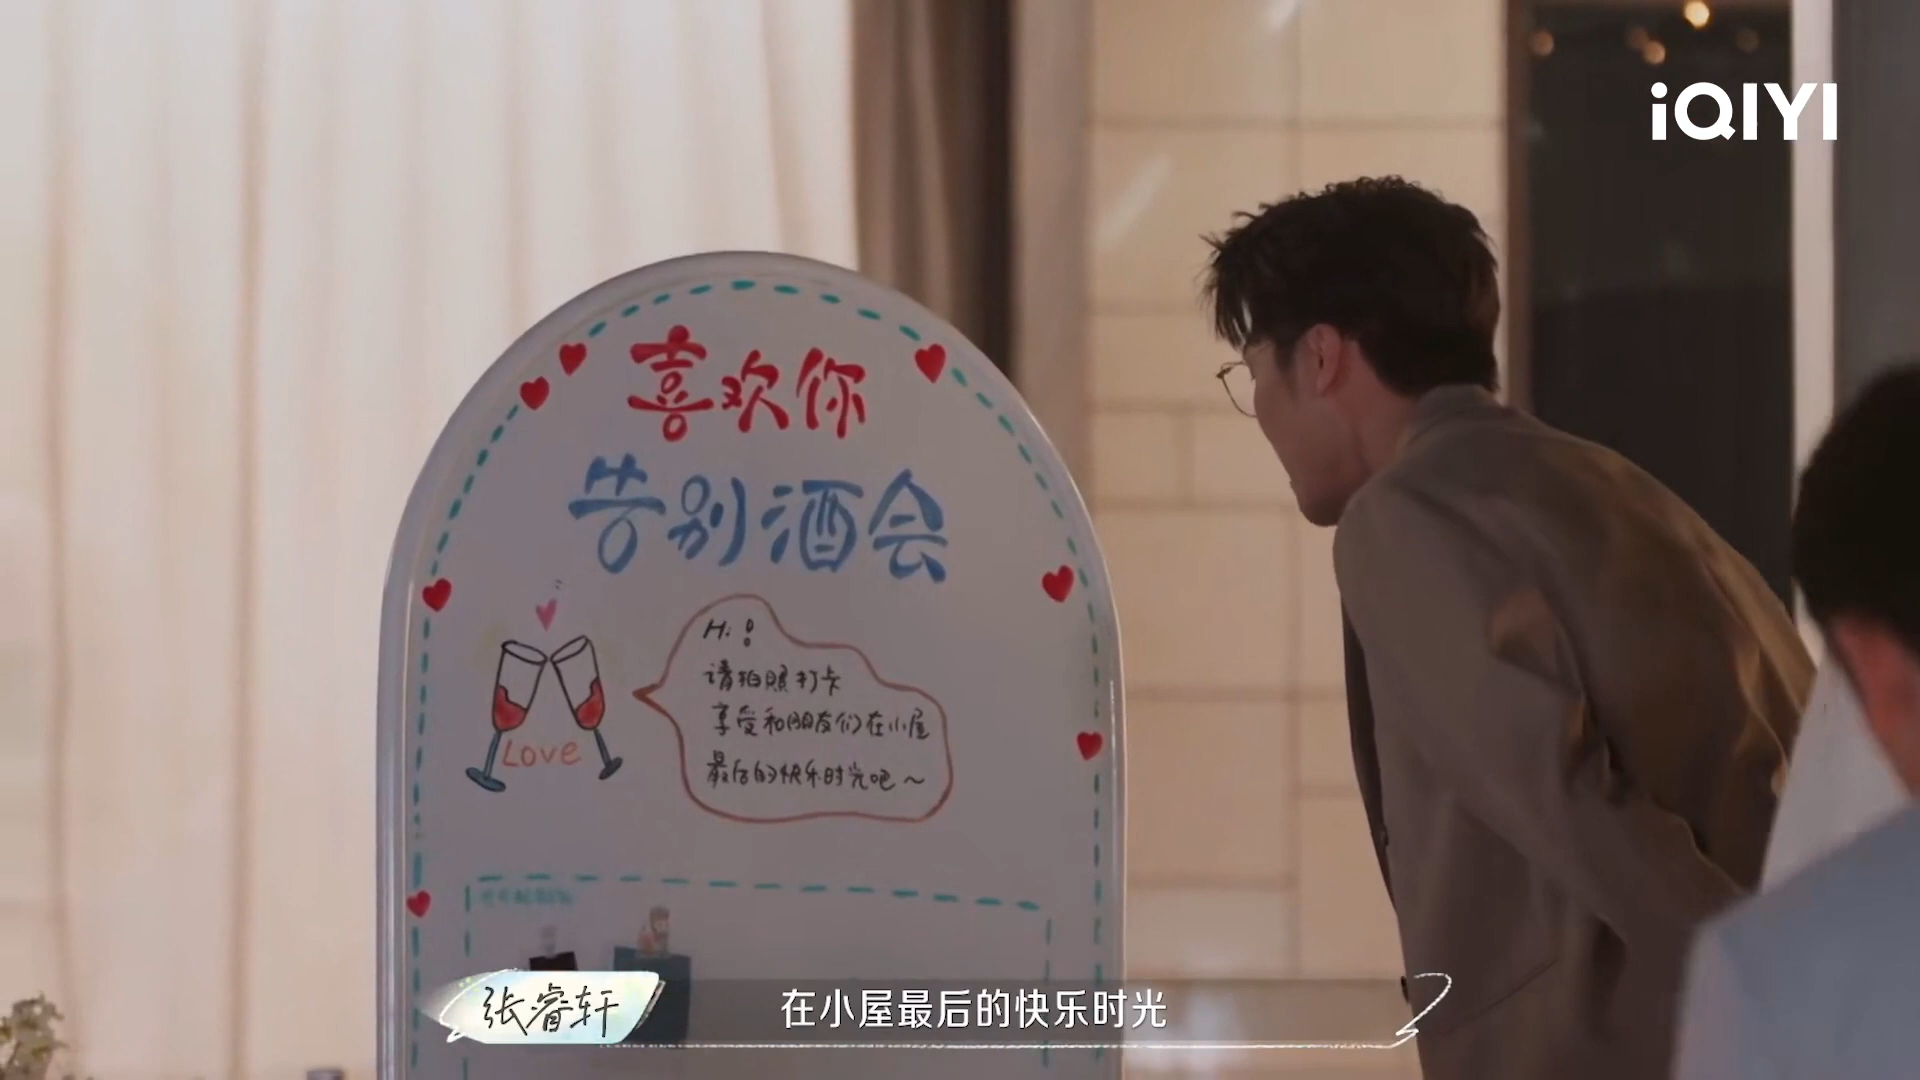 iQIYI
喜欢你
告别酒会
Hi!
请拍照打卡
享受和朋友们在小屋
最后的快乐时光吧~
Love
张睿轩
在小屋最后的快乐时光